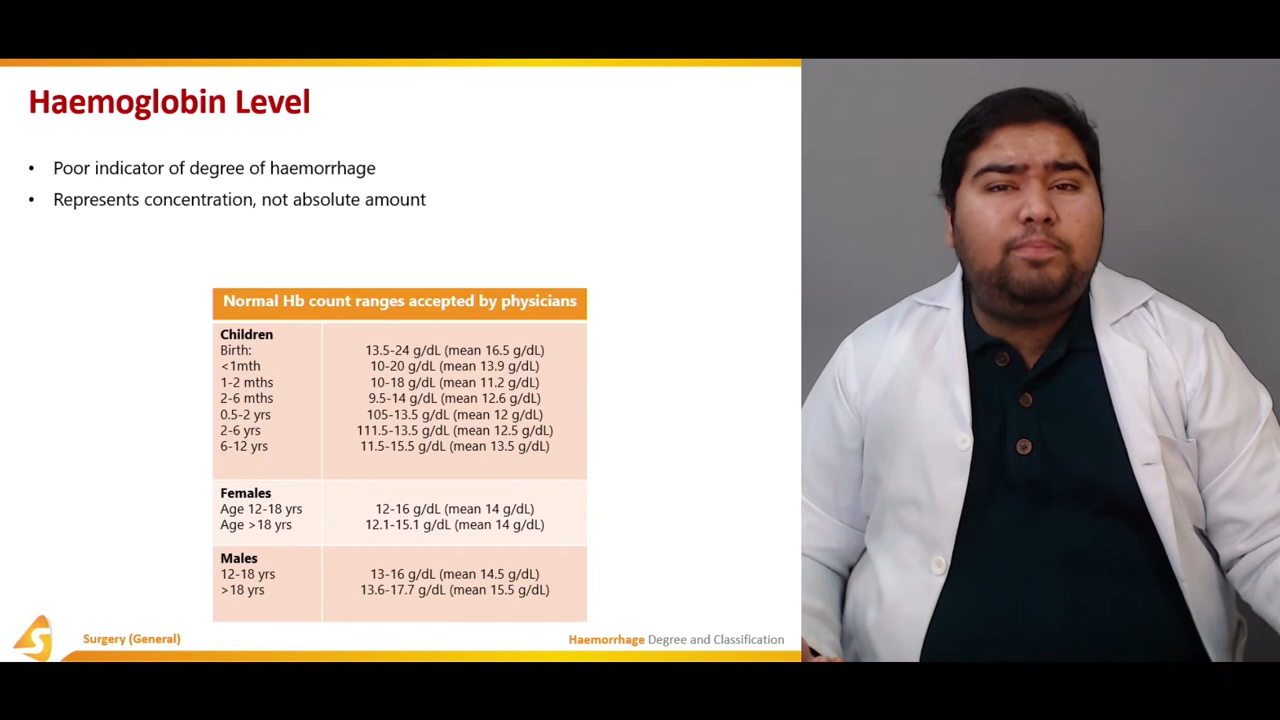 Haemoglobin Level
• Poor indicator of degree of haemorrhage
• Represents concentration, not absolute amount
Normal Hb count ranges accepted by physicians
Children
Birth: 13.5-24 g/dL (mean 16.5 g/dL)
<1mth 10-20 g/dL (mean 13.9 g/dL)
1-2 mths 10-18 g/dL (mean 11.2 g/dL)
2-6 mths 9.5-14 g/dL (mean 12.6 g/dL)
0.5-2 yrs 105-13.5 g/dL (mean 12 g/dL)
2-6 yrs 111.5-13.5 g/dL (mean 12.5 g/dL)
6-12 yrs 11.5-15.5 g/dL (mean 13.5 g/dL)
Females
Age 12-18 yrs 12-16 g/dL (mean 14 g/dL)
Age >18 yrs 12.1-15.1 g/dL (mean 14 g/dL)
Males
12-18 yrs 13-16 g/dL (mean 14.5 g/dL)
>18 yrs 13.6-17.7 g/dL (mean 15.5 g/dL)
S
Surgery (General)
Haemorrhage Degree and Classification